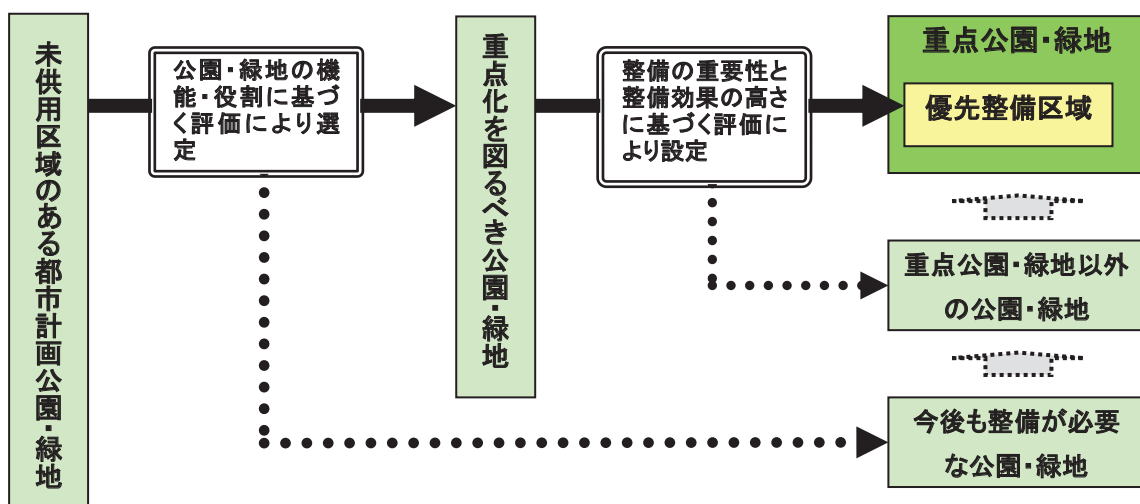 未供用区域のある都市計画公園・緑地
公園・緑地の機
能・役割に基づ
く評価により選
定
重点化を図るべき公園・緑地
整備の重要性と
整備効果の高さ
に基づく評価に
より設定
重点公園・緑地
優先整備区域
重点公園・緑地以外
の公園・緑地
今後も整備が必要
な公園・緑地